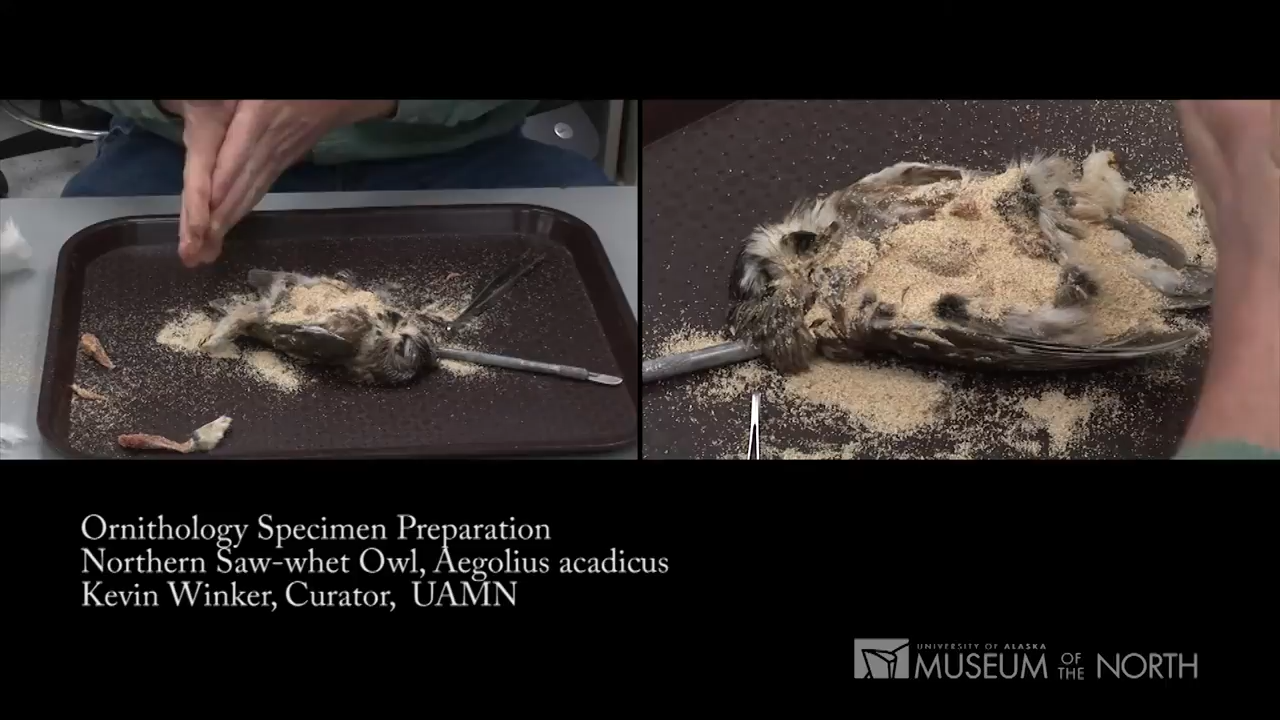 Ornithology Specimen Preparation
Northern Saw-whet Owl, Aegolius acadicus
Kevin Winker, Curator, UAMN
UNIVERSITY OF ALASKA
MUSEUM OF THE NORTH